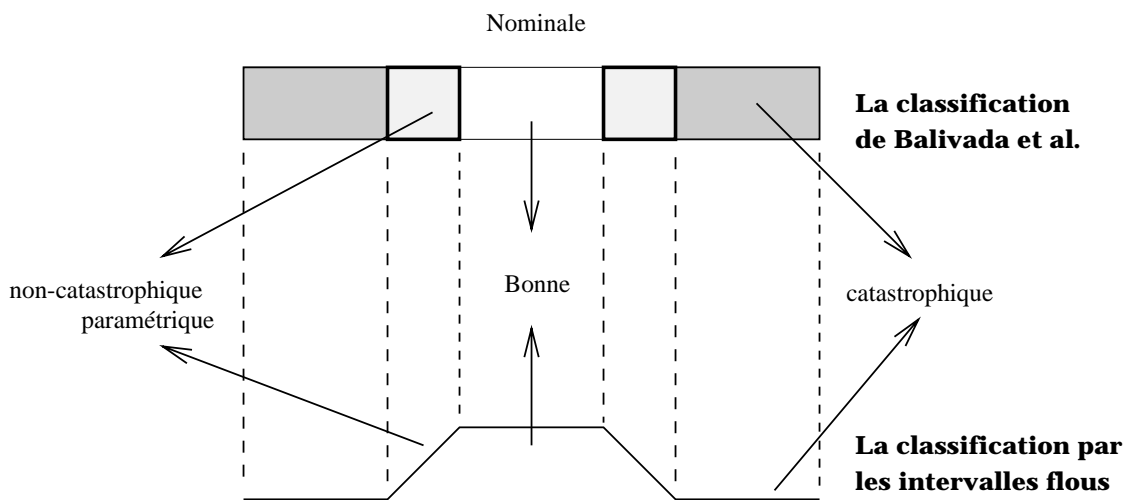 Nominale
La classification
de Balivada et al.
non-catastrophique
paramétrique
Bonne
catastrophique
La classification par
les intervalles flous